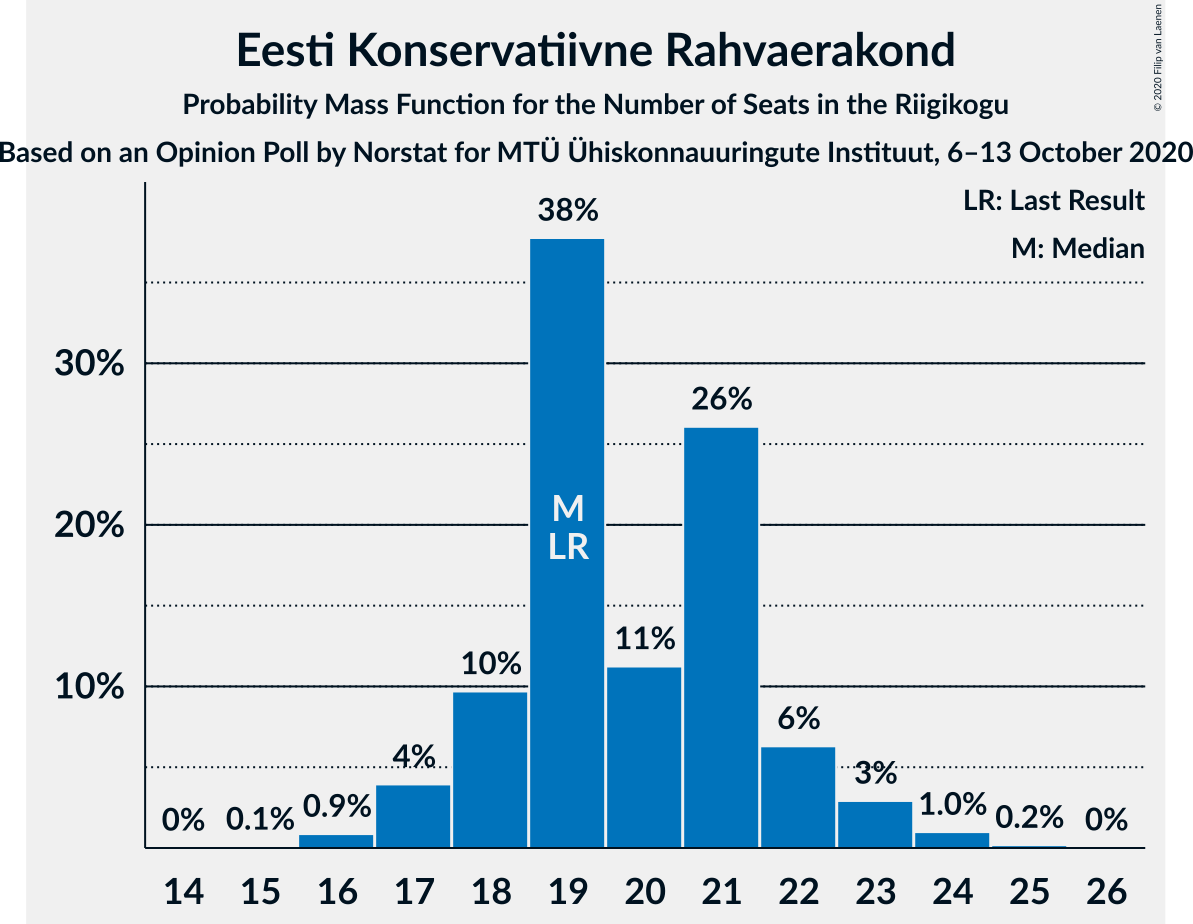 Eesti Konservatiivne Rahvaerakond
Probability Mass Function for the Number of Seats in the Riigikogu
Based on an Opinion Poll by Norstat for MTÜ Ühiskonnauuringute Instituut, 6–13 October 2020
© 2020 Filip van Laenen
LR: Last Result
M: Median
38%
30%
26%
20%
M
LR
11%
10%
10%
6%
4%
3%
0% 0.1% 0.9% 1.0% 0.2% 0%
14 15 16 17 18 19 20 21 22 23 24 25 26